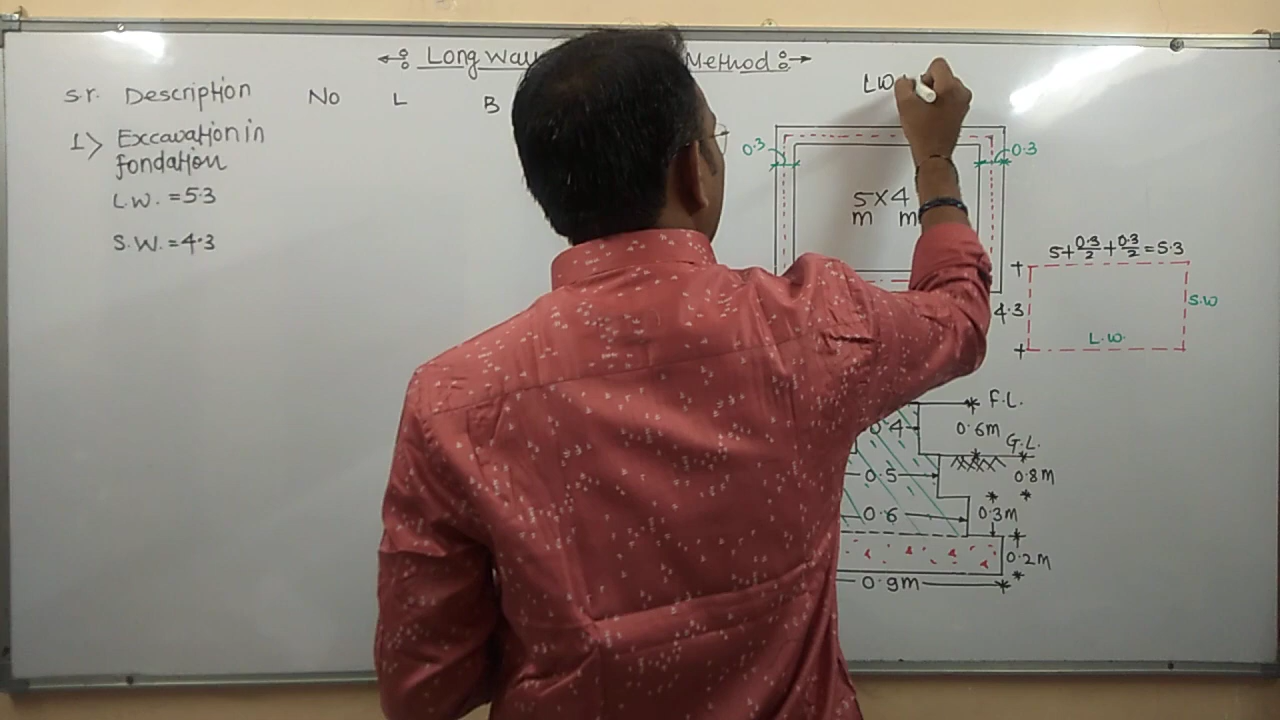 Long Wall Method
S.r. Description No L B
1) Excavation in
fondation
L.W. = 5.3
S.W. = 4.3
LW
0.3
0.3
5 X 4
m m
5+0.3/2+0.3/2=5.3
4.3
S.W
L.W.
F.L.
0.4
0.6m
G.L.
0.5
0.8m
0.6
0.3m
0.2m
0.9m